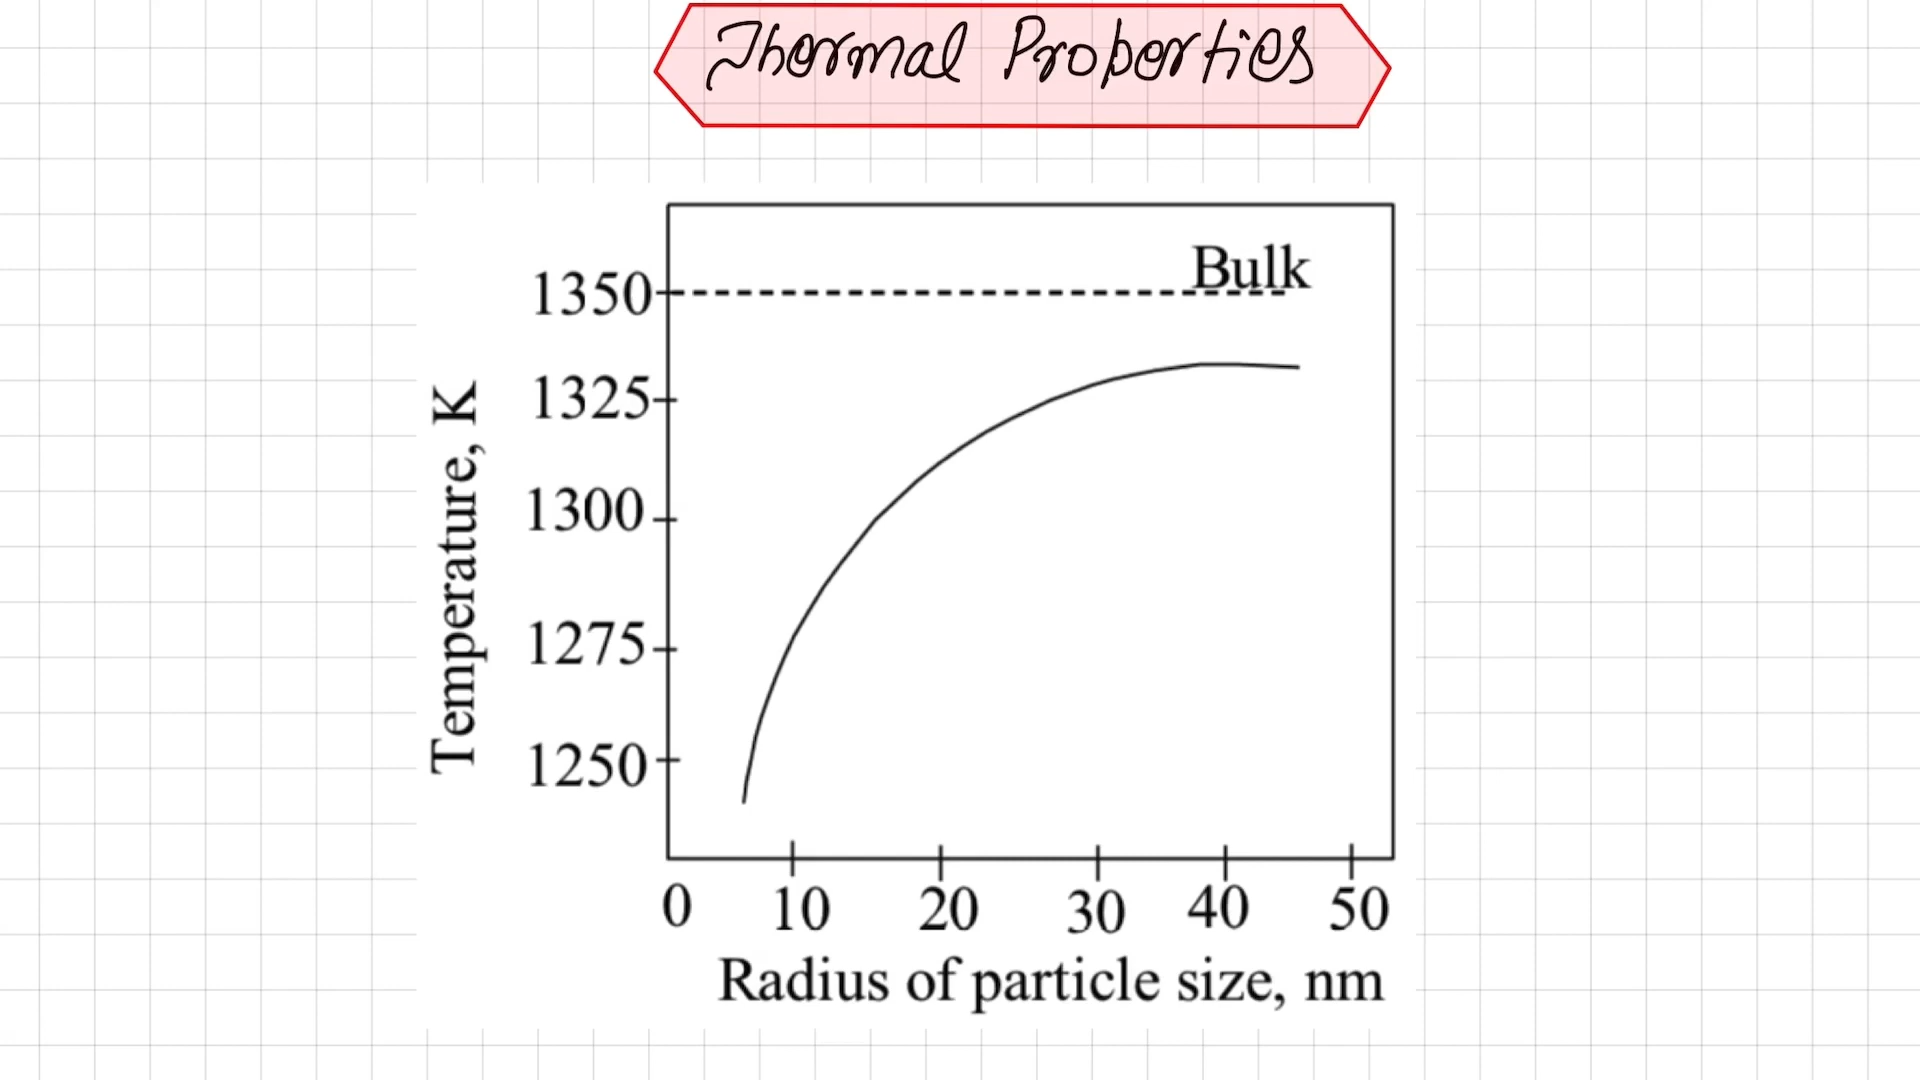 Thermal Properties
Bulk
1350
1325
1300
1275
1250
Temperature, K
0 10 20 30 40 50
Radius of particle size, nm